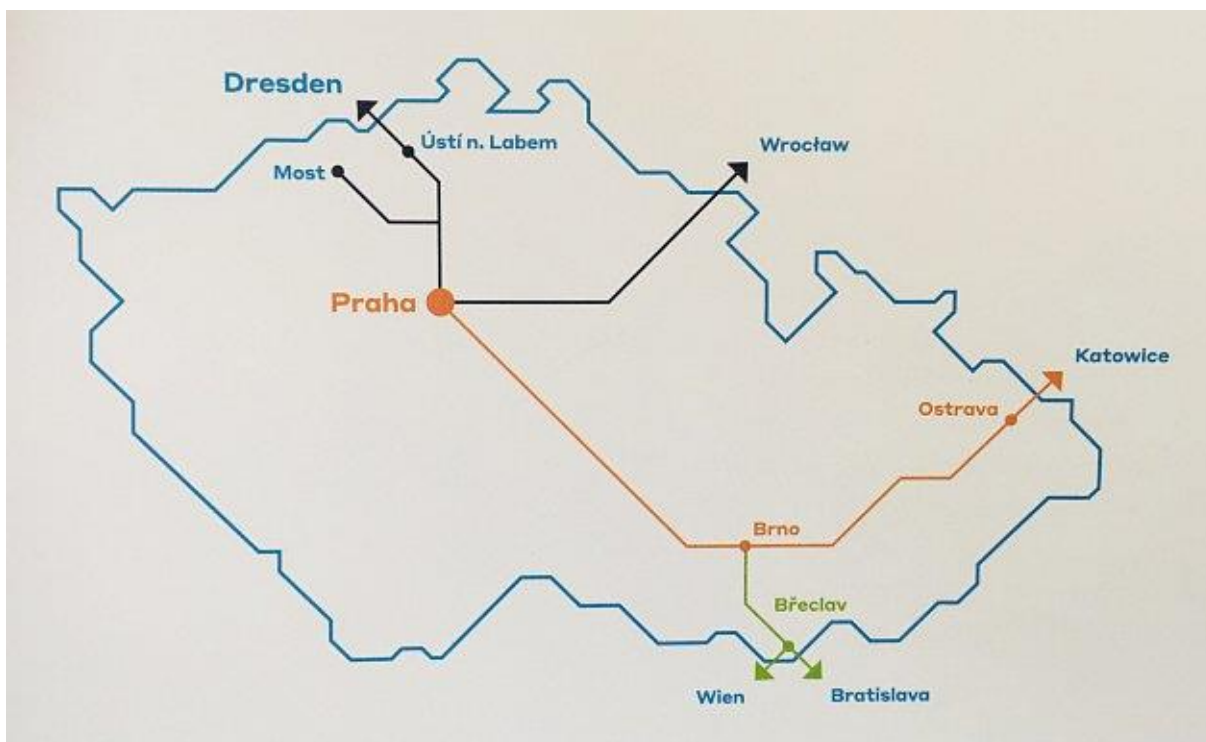 Dresden
Ústí n. Labem
Wrocław
Most
Praha
Katowice
Ostrava
Brno
Břeclav
Wien
Bratislava